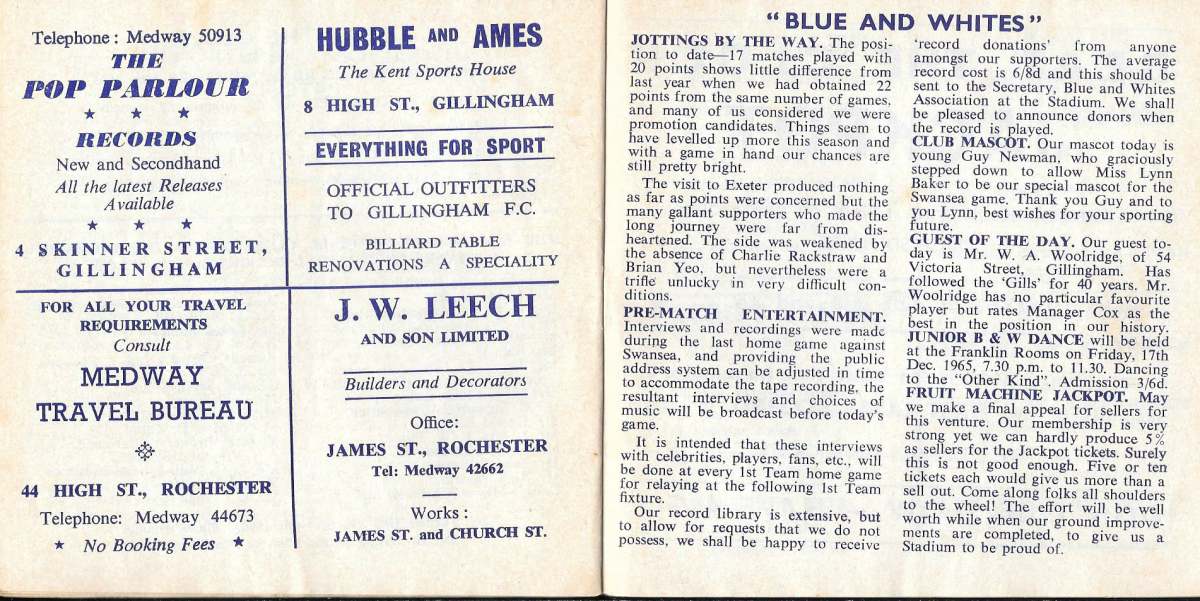 Telephone: Medway 50913
THE
POP PARLOUR
★ ★ ★
RECORDS
New and Secondhand
All the latest Releases
Available
★ ★ ★
4 SKINNER STREET,
GILLINGHAM
HUBBLE AND AMES
The Kent Sports House
8 HIGH ST., GILLINGHAM
EVERYTHING FOR SPORT
OFFICIAL OUTFITTERS
TO GILLINGHAM F.C.
BILLIARD TABLE
RENOVATIONS A SPECIALITY
FOR ALL YOUR TRAVEL
REQUIREMENTS
Consult
MEDWAY
TRAVEL BUREAU
44 HIGH ST., ROCHESTER
Telephone: Medway 44673
★ No Booking Fees ★
J. W. LEECH
AND SON LIMITED
Builders and Decorators
Office:
JAMES ST., ROCHESTER
Tel: Medway 42662
Works :
JAMES ST. and CHURCH ST.
"BLUE AND WHITES"
JOTTINGS BY THE WAY. The posi-
tion to date—17 matches played with
20 points shows little difference from
last year when we had obtained 22
points from the same number of games,
and many of us considered we were
promotion candidates. Things seem to
have levelled up more this season and
with a game in hand our chances are
still pretty bright.
The visit to Exeter produced nothing
as far as points were concerned but the
many gallant supporters who made the
long journey were far from dis-
heartened. The side was weakened by
the absence of Charlie Rackstraw and
Brian Yeo, but nevertheless were a
trifle unlucky in very difficult con-
ditions.
PRE-MATCH ENTERTAINMENT.
Interviews and recordings were made
during the last home game against
Swansea, and providing the public
address system can be adjusted in time
to accommodate the tape recording, the
resultant interviews and choices of
music will be broadcast before today's
game.
It is intended that these interviews
with celebrities, players, fans, etc., will
be done at every 1st Team home game
for relaying at the following 1st Team
fixture.
Our record library is extensive, but
to allow for requests that we do not
possess, we shall be happy to receive
'record donations' from anyone
amongst our supporters. The average
record cost is 6/8d and this should be
sent to the Secretary, Blue and Whites
Association at the Stadium. We shall
be pleased to announce donors when
the record is played.
CLUB MASCOT. Our mascot today is
young Guy Newman, who graciously
stepped down to allow Miss Lynn
Baker to be our special mascot for the
Swansea game. Thank you Guy and to
you Lynn, best wishes for your sporting
future.
GUEST OF THE DAY. Our guest to-
day is Mr. W. A. Woolridge, of 54
Victoria Street, Gillingham. Has
followed the 'Gills' for 40 years. Mr.
Woolridge has no particular favourite
player but rates Manager Cox as the
best in the position in our history.
JUNIOR B & W DANCE will be held
at the Franklin Rooms on Friday, 17th
Dec. 1965, 7.30 p.m. to 11.30. Dancing
to the "Other Kind". Admission 3/6d.
FRUIT MACHINE JACKPOT. May
we make a final appeal for sellers for
this venture. Our membership is very
strong yet we can hardly produce 5%
as sellers for the Jackpot tickets. Surely
this is not good enough. Five or ten
tickets each would give us more than a
sell out. Come along folks all shoulders
to the wheel! The effort will be well
worth while when our ground improve-
ments are completed, to give us a
Stadium to be proud of.